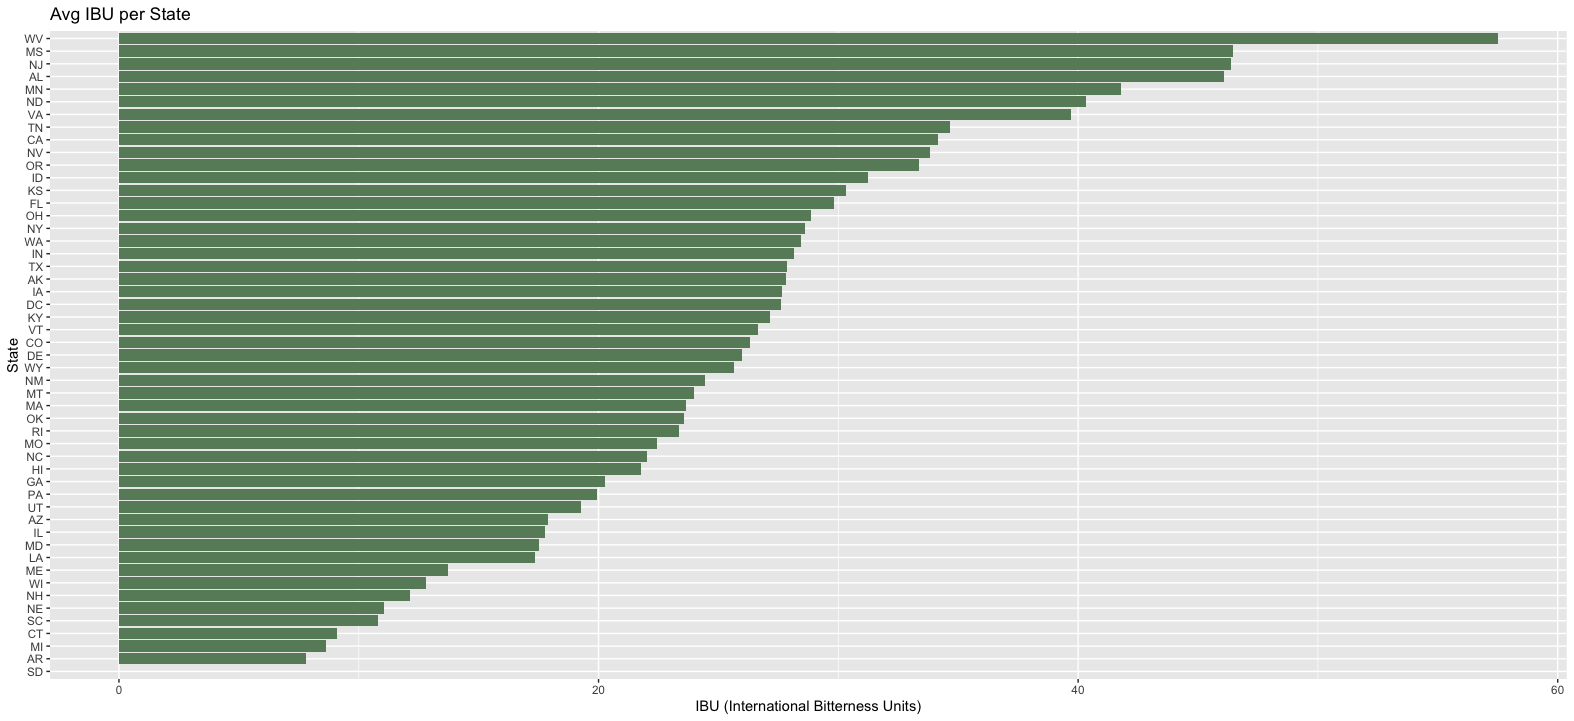 Avg IBU per State
WV
MS
NJ
AL
MN
ND
VA
TN
CA
NV
OR
ID
KS
FL
OH
NY
WA
IN
TX
AK
IA
DC
KY
VT
CO
DE
WY
NM
MT
MA
OK
RI
MO
NC
HI
GA
PA
UT
AZ
IL
MD
LA
ME
WI
NH
NE
SC
CT
MI
AR
SD
State
0 20 40 60
IBU (International Bitterness Units)